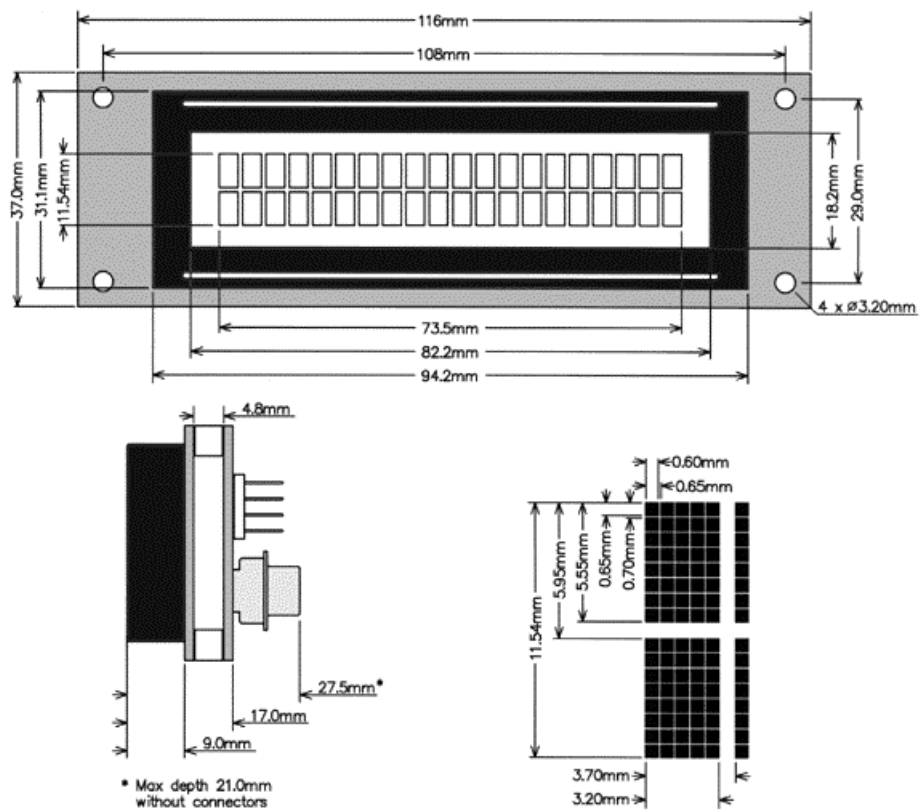 116mm
108mm
37.0mm
31.1mm
11.54mm
18.2mm
29.0mm
4 x Ø3.20mm
73.5mm
82.2mm
94.2mm
4.8mm
27.5mm*
17.0mm
9.0mm
* Max depth 21.0mm
without connectors
0.60mm
0.65mm
11.54mm
5.95mm
5.55mm
0.65mm
0.70mm
3.70mm
3.20mm